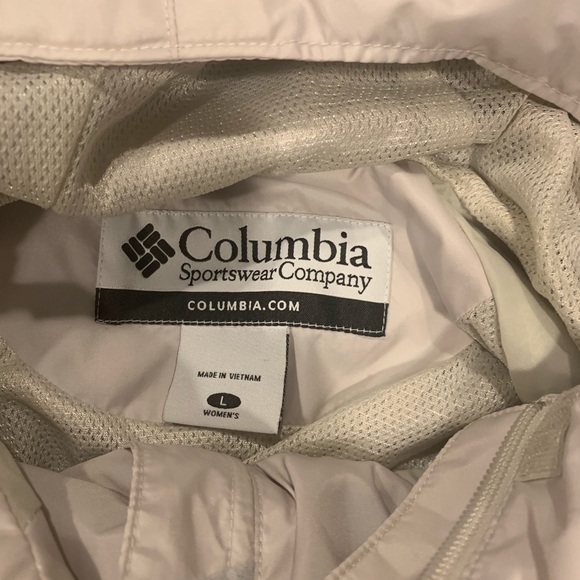 Columbia
Sportswear Company
COLUMBIA.COM
MADE IN VIETNAM
L
WOMEN'S